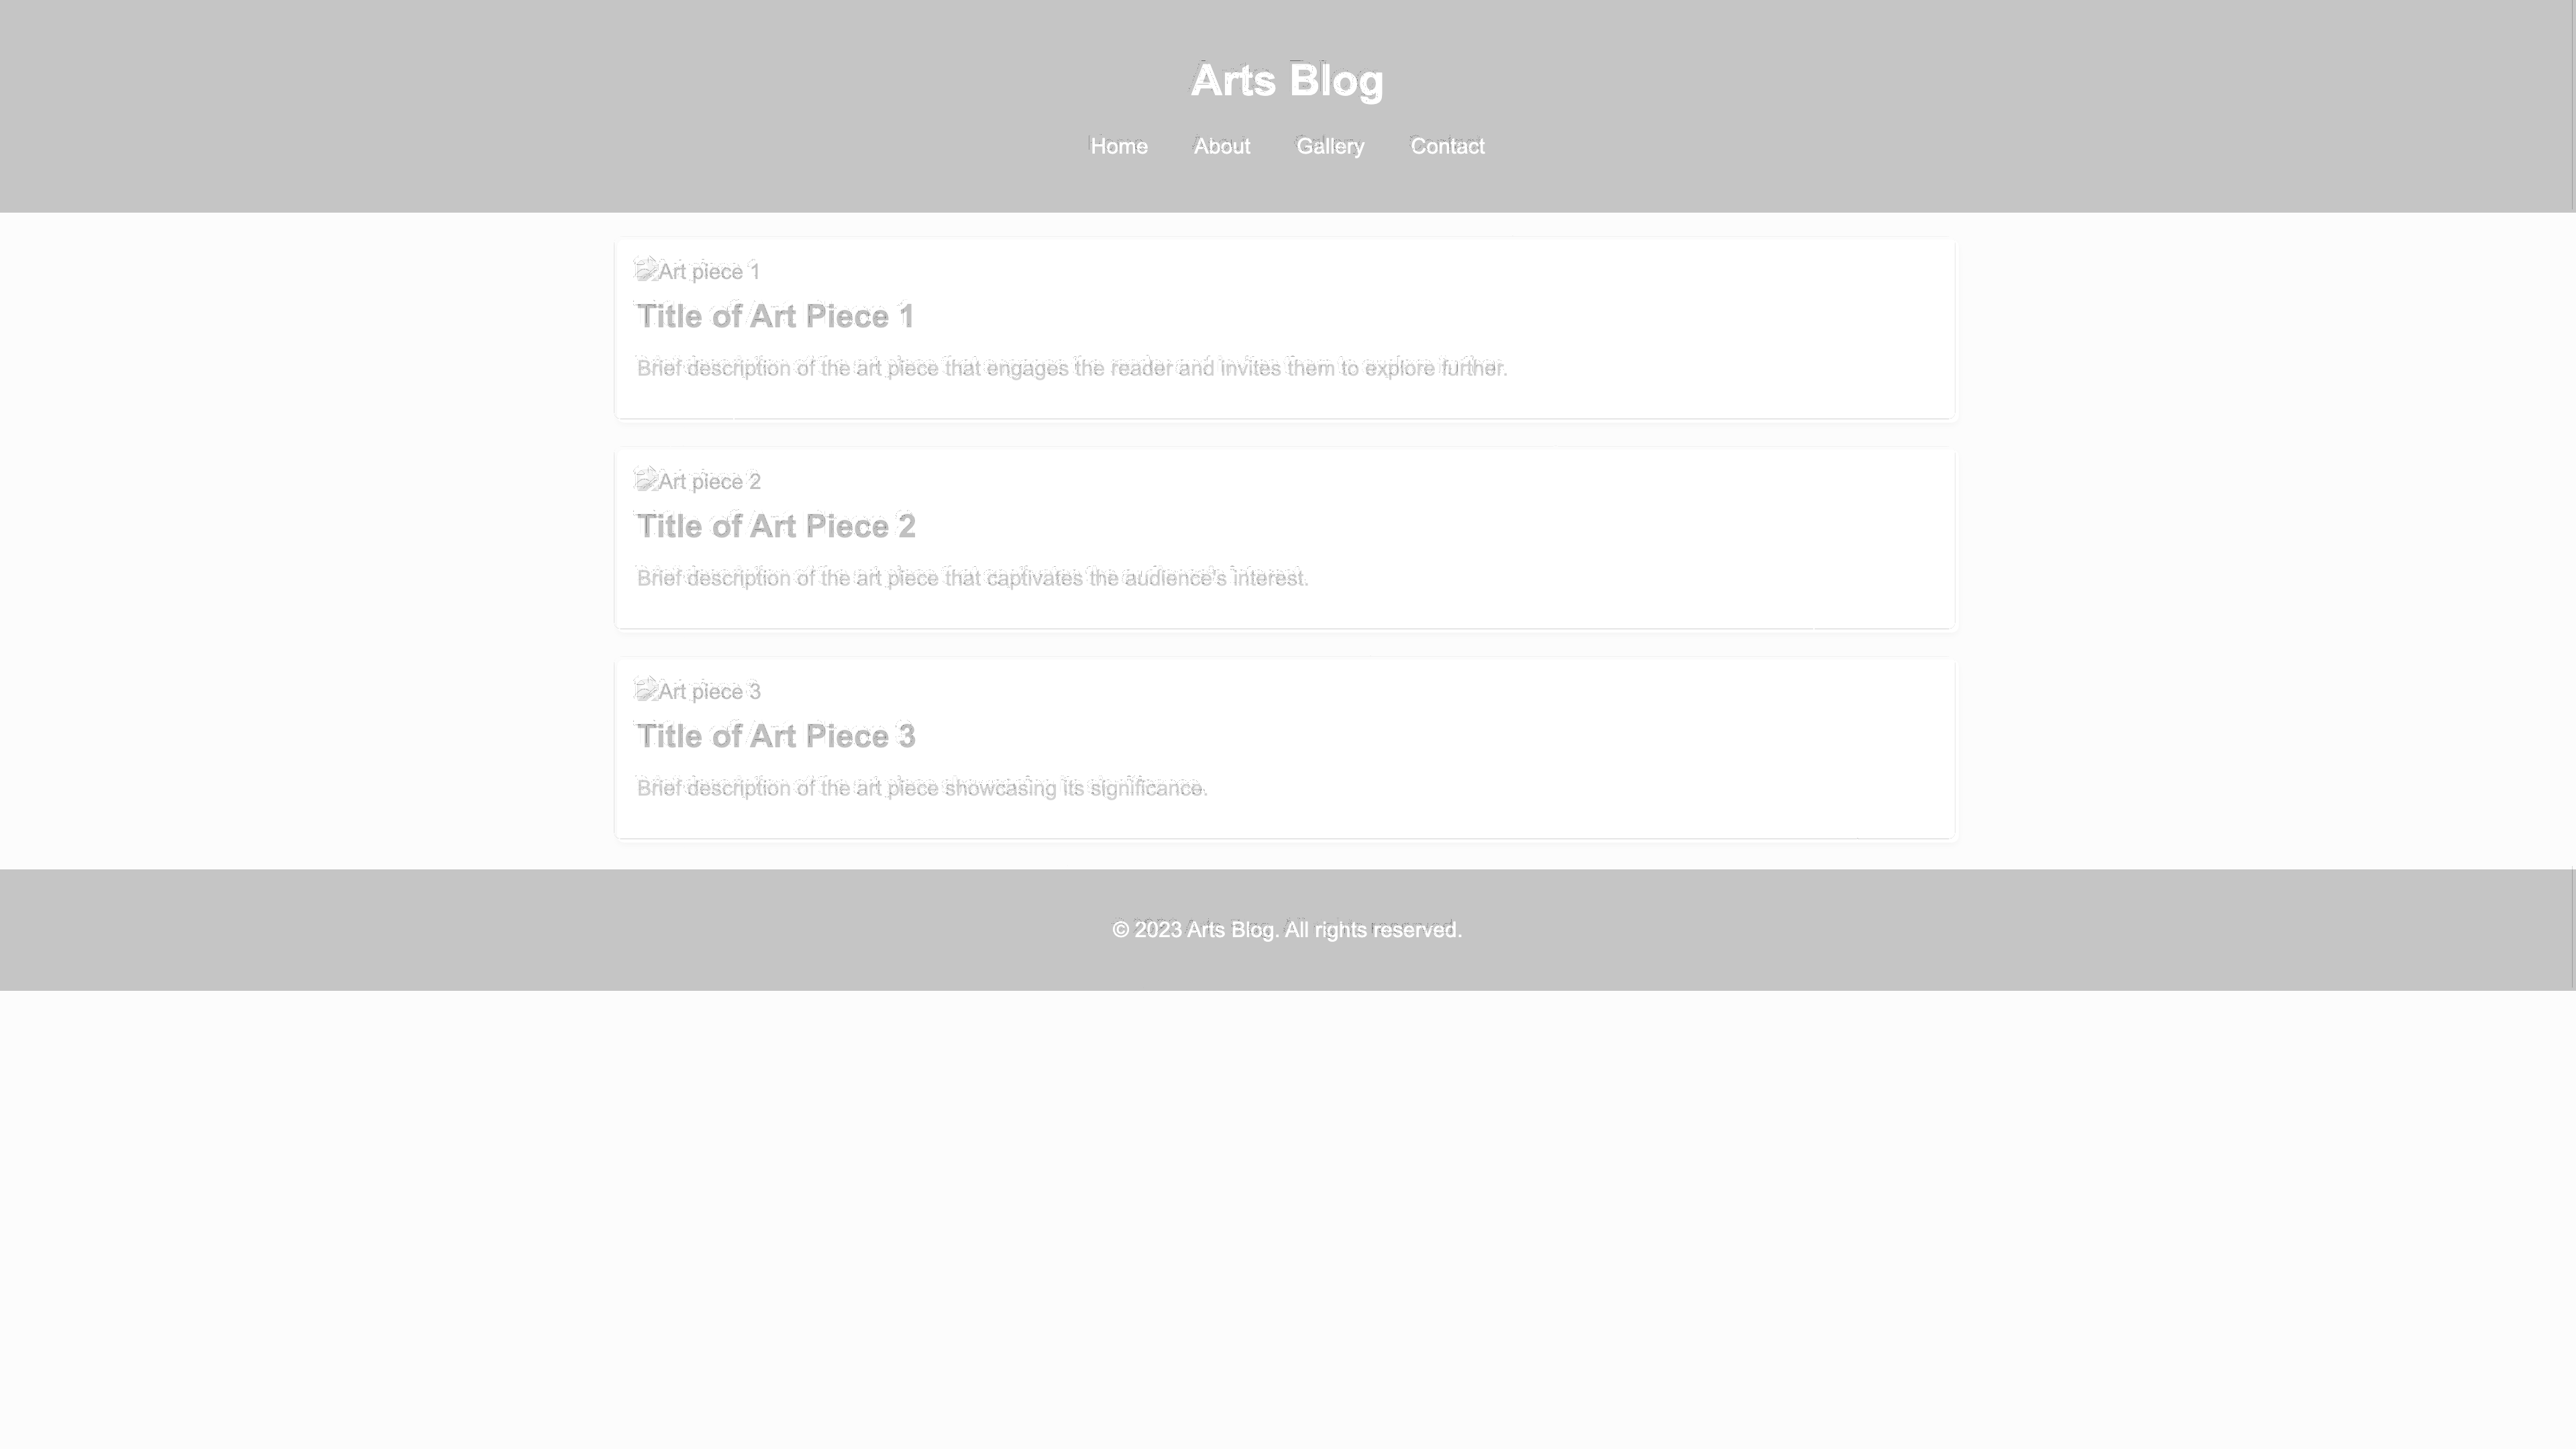 Arts Blog
Home About Gallery Contact
Art piece 1
Title of Art Piece 1
Brief description of the art piece that engages the reader and invites them to explore further.
Art piece 2
Title of Art Piece 2
Brief description of the art piece that captivates the audience's interest.
Art piece 3
Title of Art Piece 3
Brief description of the art piece showcasing its significance.
© 2023 Arts Blog. All rights reserved.